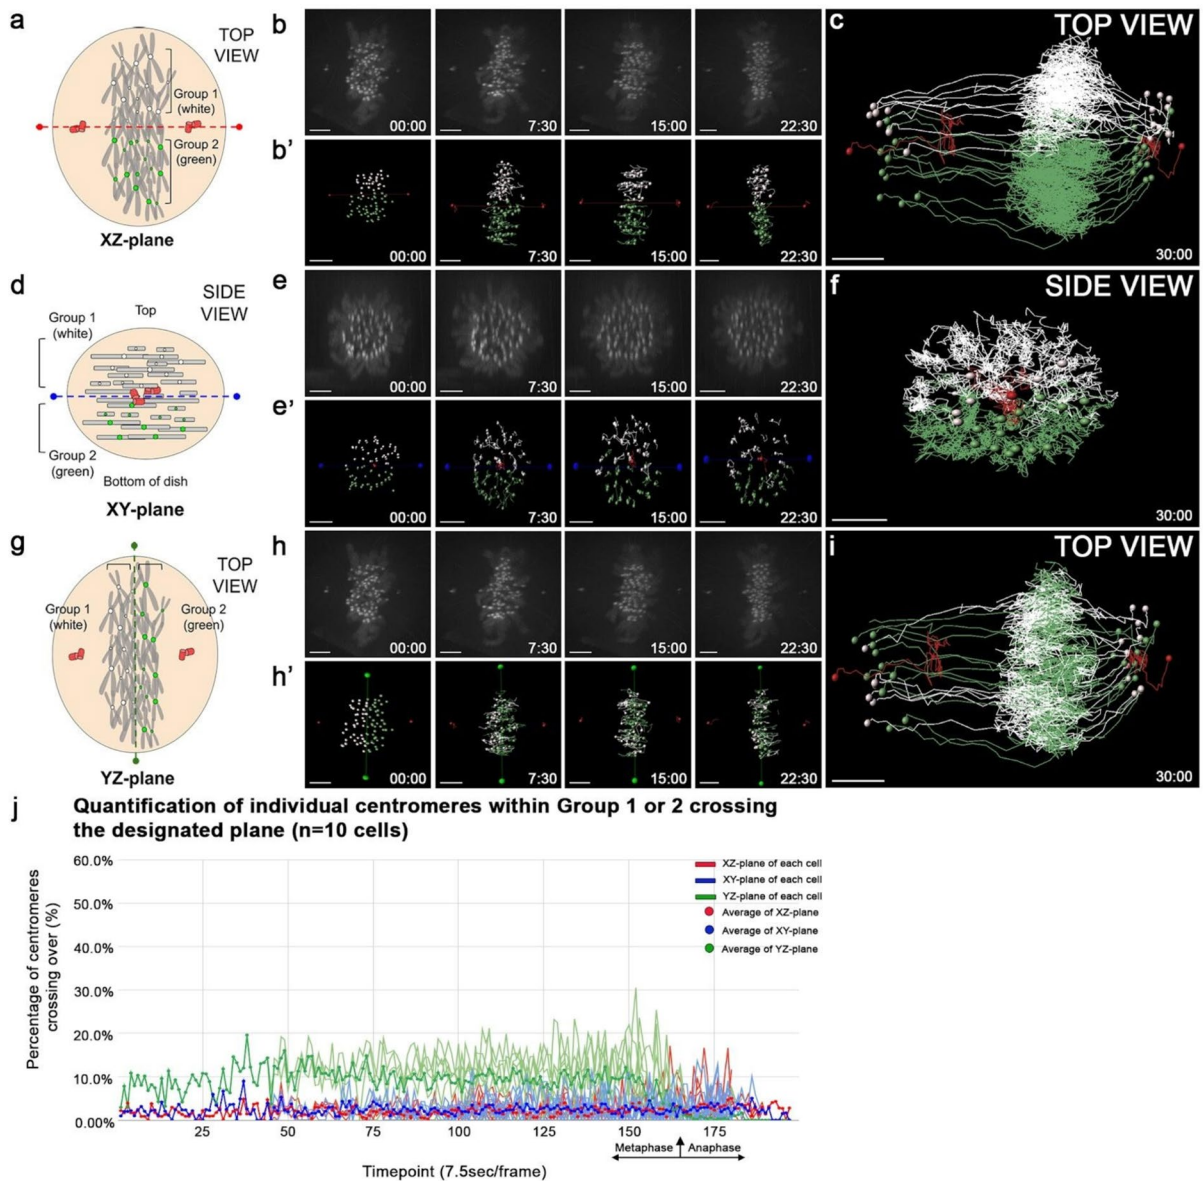 a
TOP
VIEW
Group 1
(white)
Group 2
(green)
XZ-plane
b
00:00
7:30
15:00
22:30
b'
00:00
7:30
15:00
22:30
c
TOP VIEW
30:00
d
SIDE
VIEW
Top
Group 1
(white)
Group 2
(green)
Bottom of dish
XY-plane
e
00:00
7:30
15:00
22:30
e'
00:00
7:30
15:00
22:30
f
SIDE VIEW
30:00
g
TOP
VIEW
Group 1
(white)
Group 2
(green)
YZ-plane
h
00:00
7:30
15:00
22:30
h'
00:00
7:30
15:00
22:30
i
TOP VIEW
30:00
j
Quantification of individual centromeres within Group 1 or 2 crossing
the designated plane (n=10 cells)
Percentage of centromeres
crossing over (%)
60.0%
50.0%
40.0%
30.0%
20.0%
10.0%
0.00%
XZ-plane of each cell
XY-plane of each cell
YZ-plane of each cell
Average of XZ-plane
Average of XY-plane
Average of YZ-plane
25
50
75
100
125
150
175
Metaphase
Anaphase
Timepoint (7.5sec/frame)